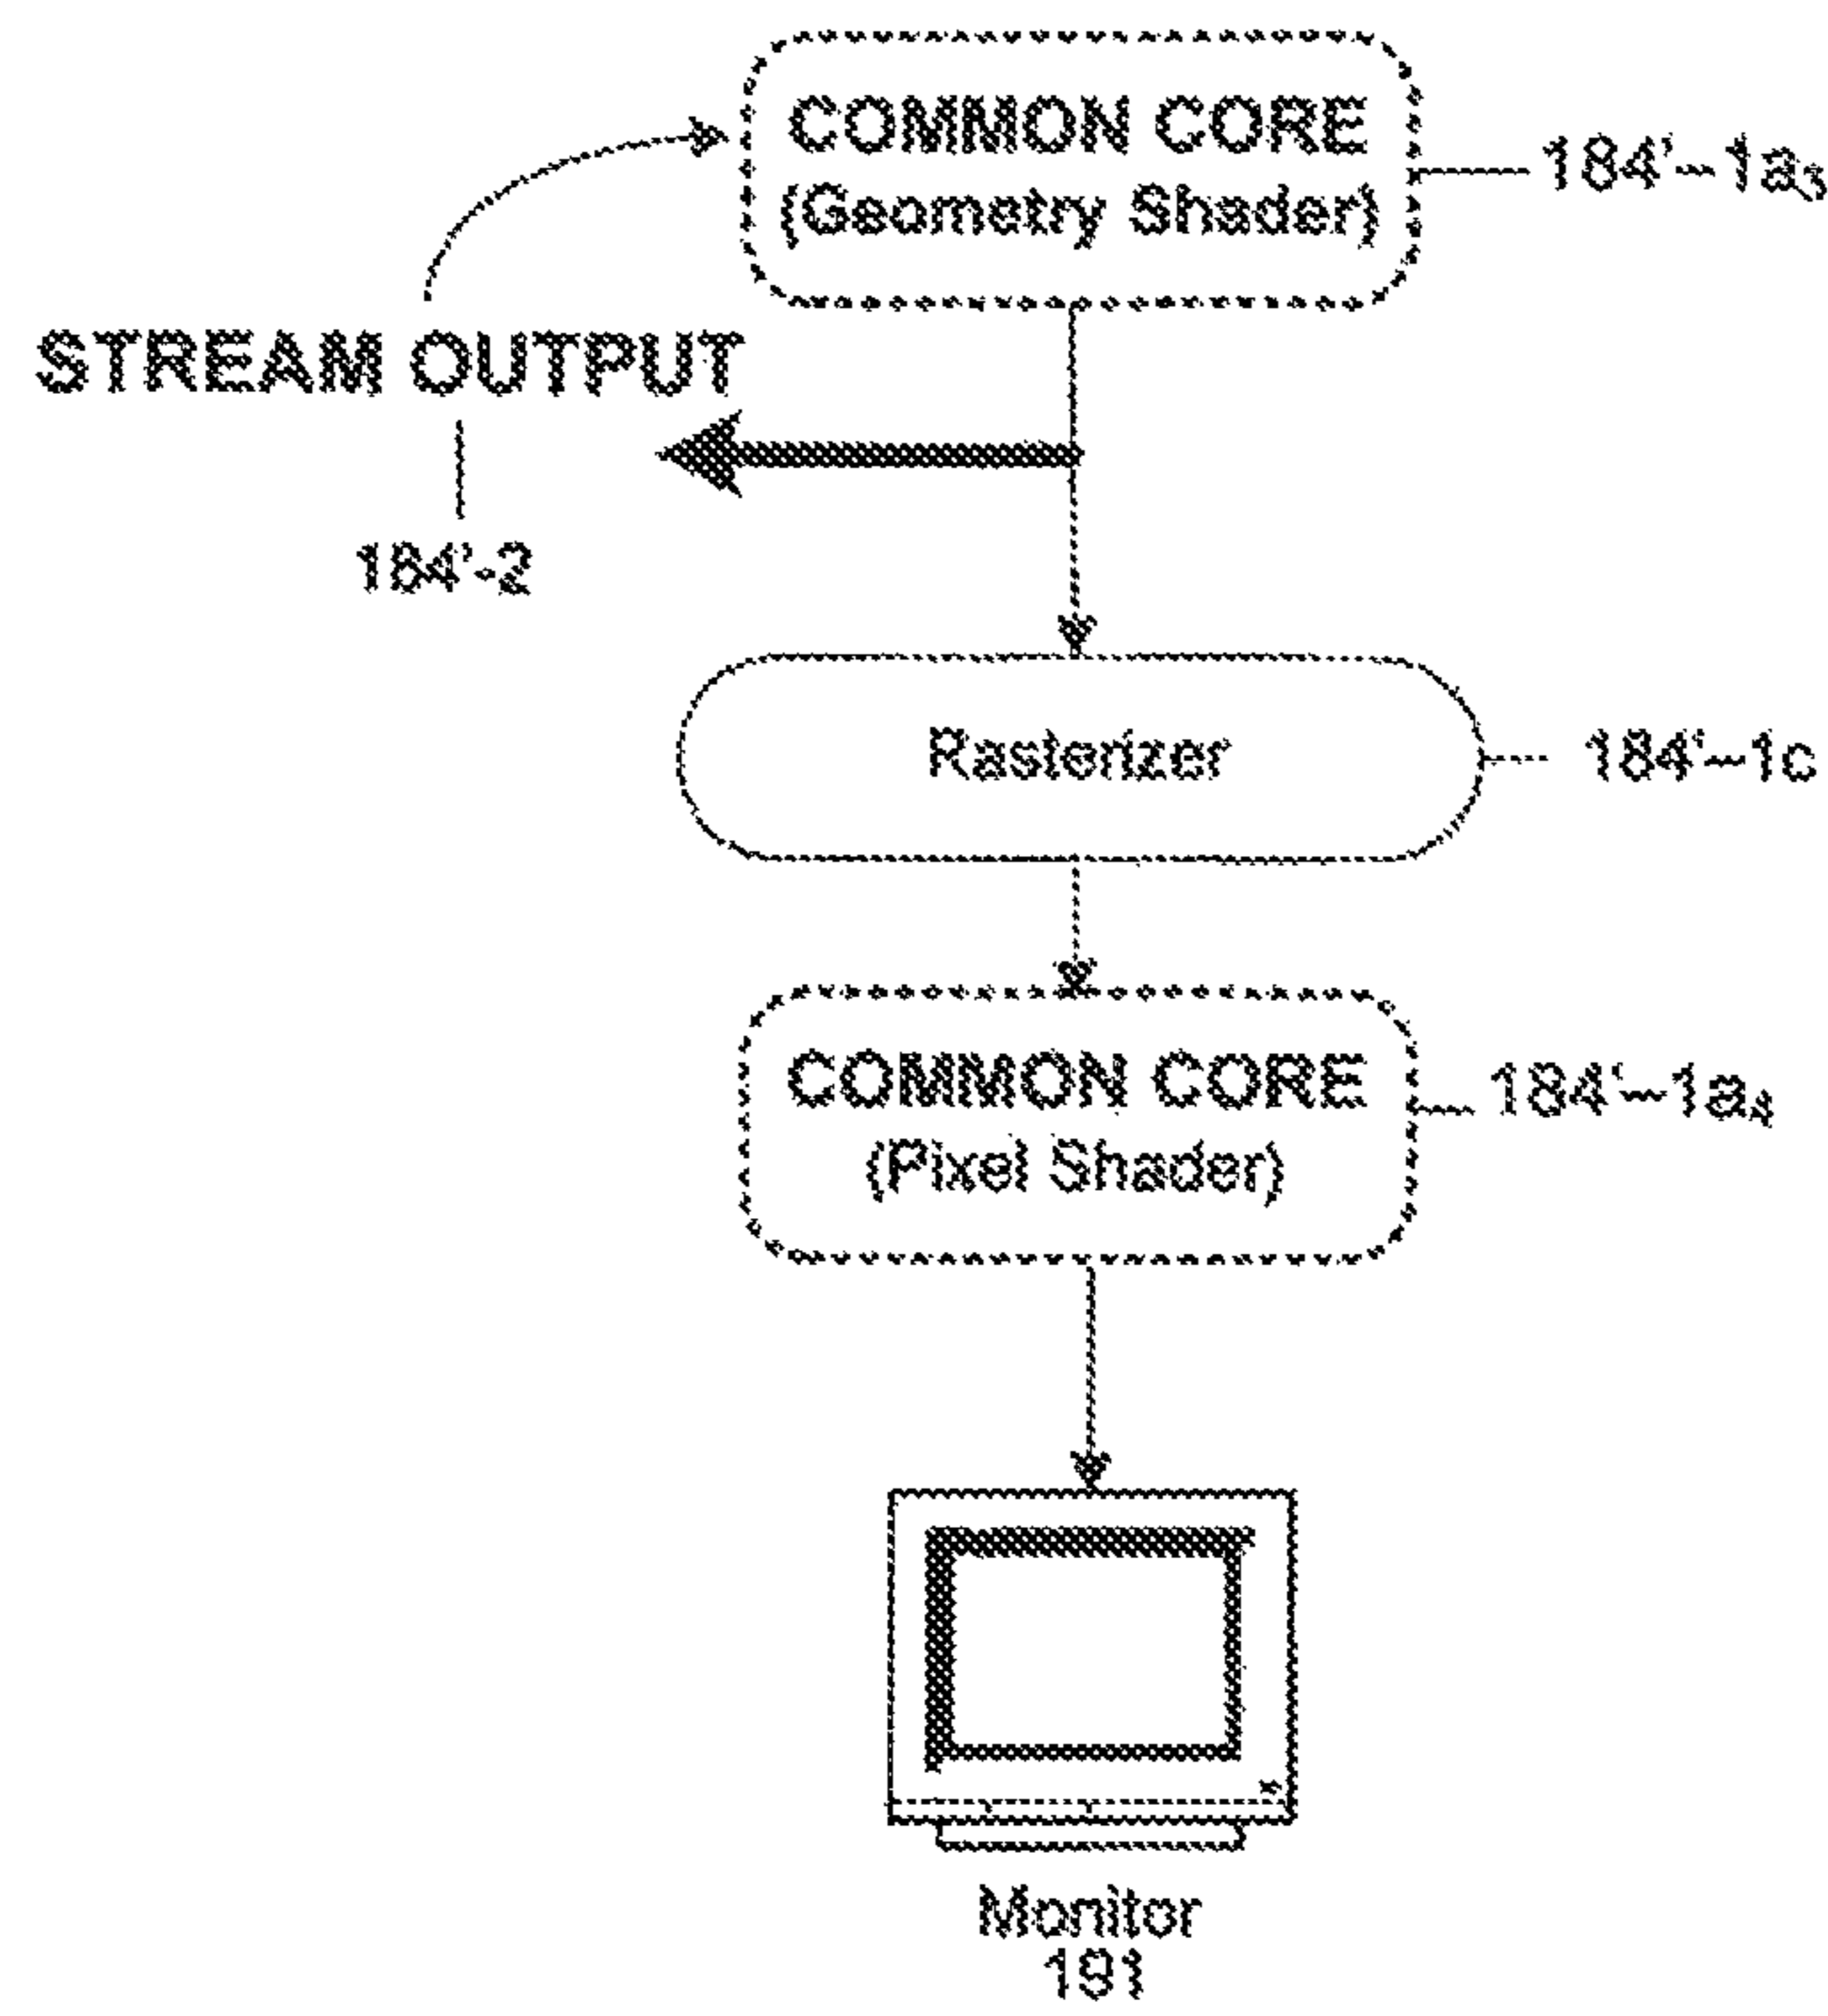 COMMON CORE
(Geometry Shader)
184'–1a₃
STREAM OUTPUT
184'-2
Rasterizer
184'–1c
COMMON CORE
(Pixel Shader)
184'–1a₄
Monitor
191